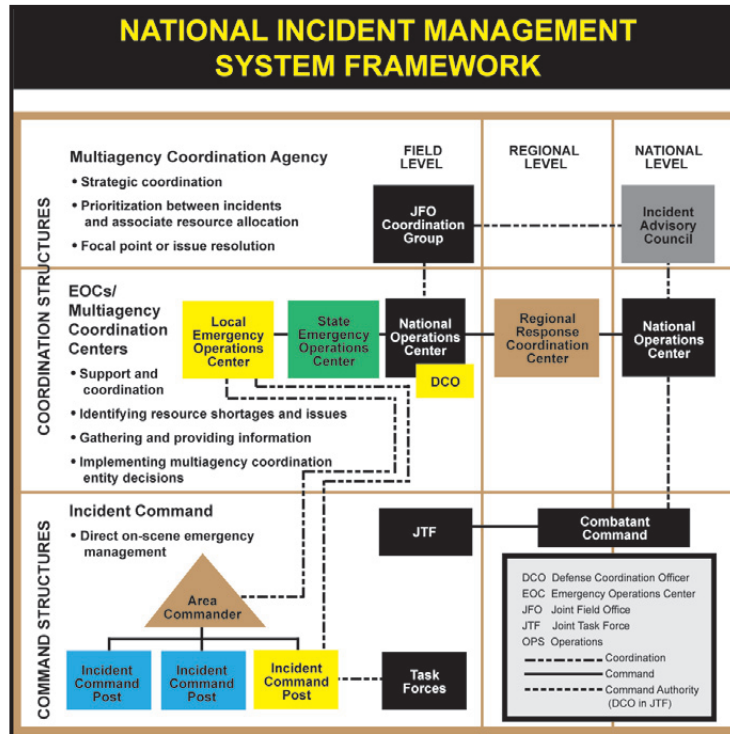 NATIONAL INCIDENT MANAGEMENT
SYSTEM FRAMEWORK
COORDINATION STRUCTURES
Multiagency Coordination Agency
• Strategic coordination
• Prioritization between incidents
and associate resource allocation
• Focal point or issue resolution
FIELD
LEVEL
REGIONAL
LEVEL
NATIONAL
LEVEL
JFO
Coordination
Group
Incident
Advisory
Council
EOCs/
Multiagency
Coordination
Centers
• Support and
coordination
• Identifying resource shortages and issues
• Gathering and providing information
• Implementing multiagency coordination
entity decisions
Local
Emergency
Operations
Center
State
Emergency
Operations
Center
National
Operations
Center
DCO
Regional
Response
Coordination
Center
National
Operations
Center
COMMAND STRUCTURES
Incident Command
• Direct on-scene emergency
management
JTF
Combatant
Command
Area
Commander
Incident
Command
Post
Incident
Command
Post
Incident
Command
Post
Task
Forces
DCO Defense Coordination Officer
EOC Emergency Operations Center
JFO Joint Field Office
JTF Joint Task Force
OPS Operations
Coordination
Command
Command Authority
(DCO in JTF)